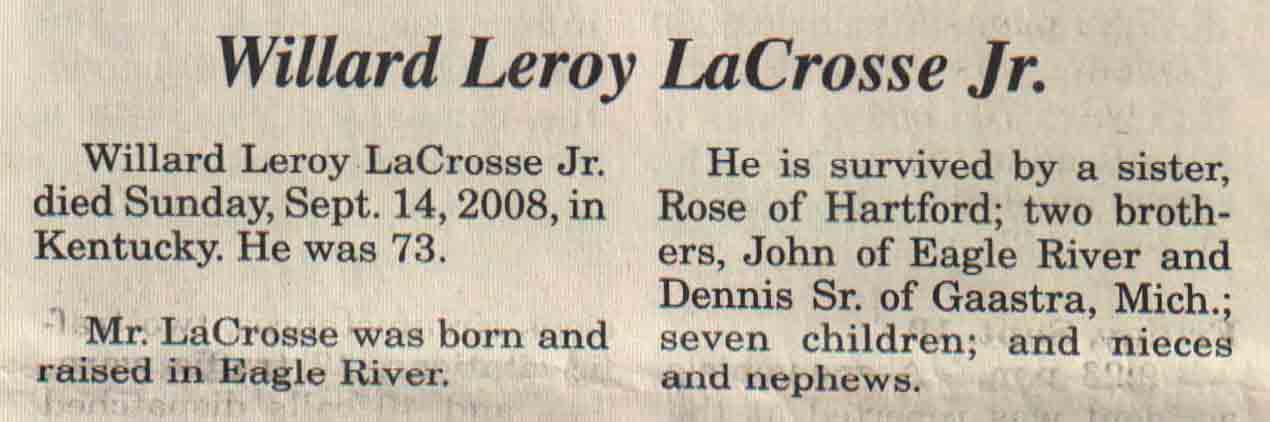 Willard Leroy LaCrosse Jr.
Willard Leroy LaCrosse Jr.
died Sunday, Sept. 14, 2008, in
Kentucky. He was 73.
Mr. LaCrosse was born and
raised in Eagle River.
He is survived by a sister,
Rose of Hartford; two broth-
ers, John of Eagle River and
Dennis Sr. of Gaastra, Mich.;
seven children; and nieces
and nephews.